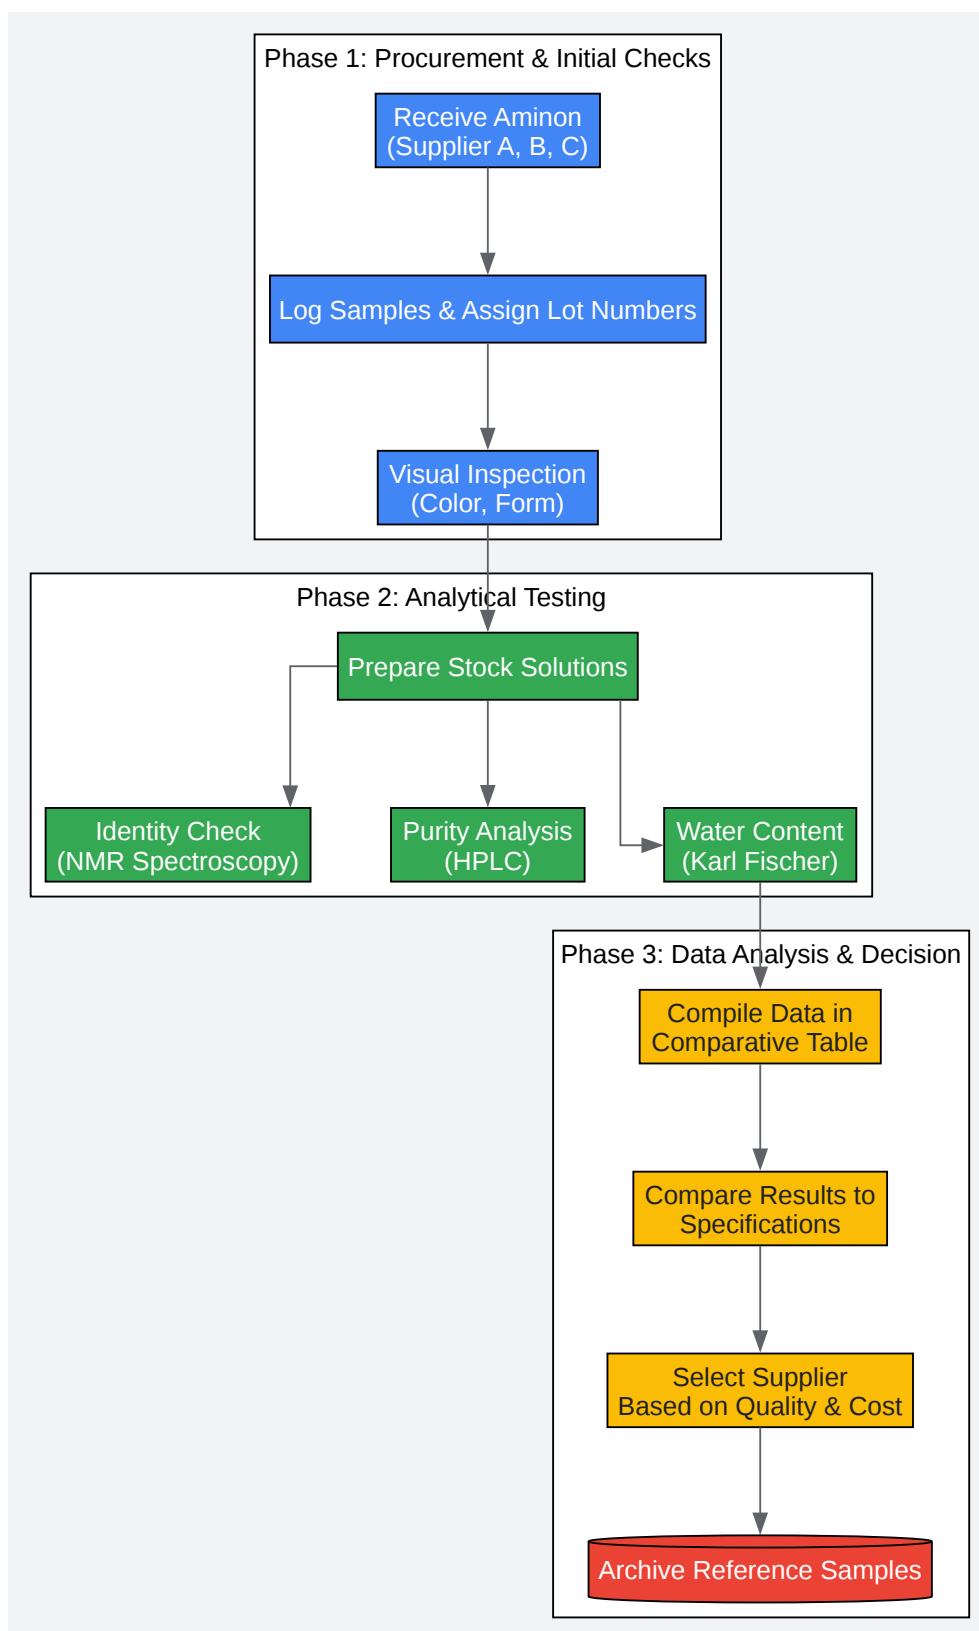 Phase 1: Procurement & Initial Checks
Receive Aminon
(Supplier A, B, C)
Log Samples & Assign Lot Numbers
Visual Inspection
(Color, Form)
Phase 2: Analytical Testing
Prepare Stock Solutions
Identity Check
(NMR Spectroscopy)
Purity Analysis
(HPLC)
Water Content
(Karl Fischer)
Phase 3: Data Analysis & Decision
Compile Data in
Comparative Table
Compare Results to
Specifications
Select Supplier
Based on Quality & Cost
Archive Reference Samples